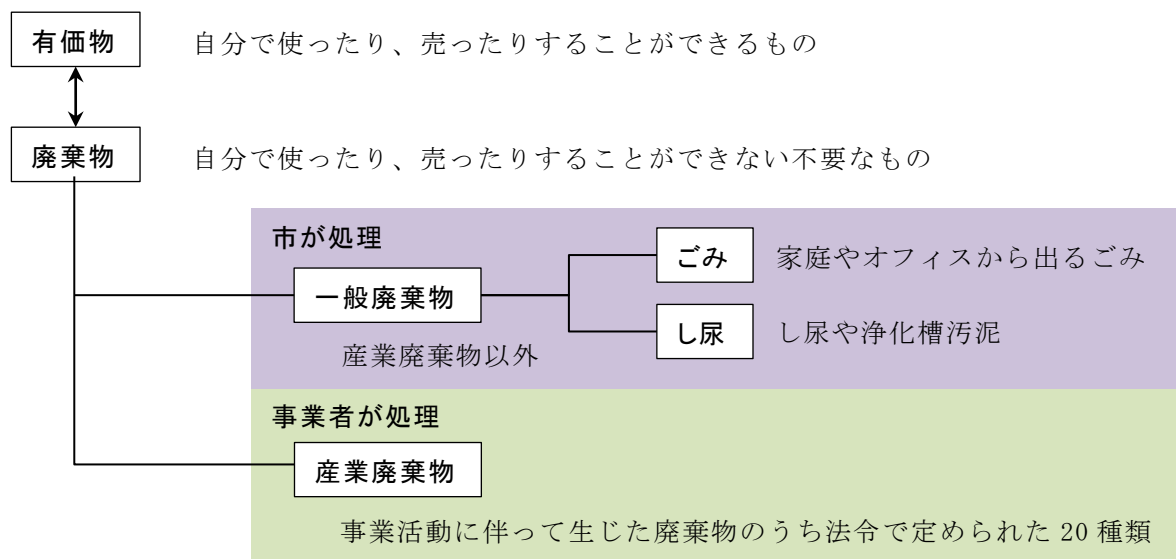 有価物 自分で使ったり、売ったりすることができるもの
廃棄物 自分で使ったり、売ったりすることができない不要なもの
市が処理
ごみ 家庭やオフィスから出るごみ
一般廃棄物
し尿 し尿や浄化槽汚泥
産業廃棄物以外
事業者が処理
産業廃棄物
事業活動に伴って生じた廃棄物のうち法令で定められた 20 種類